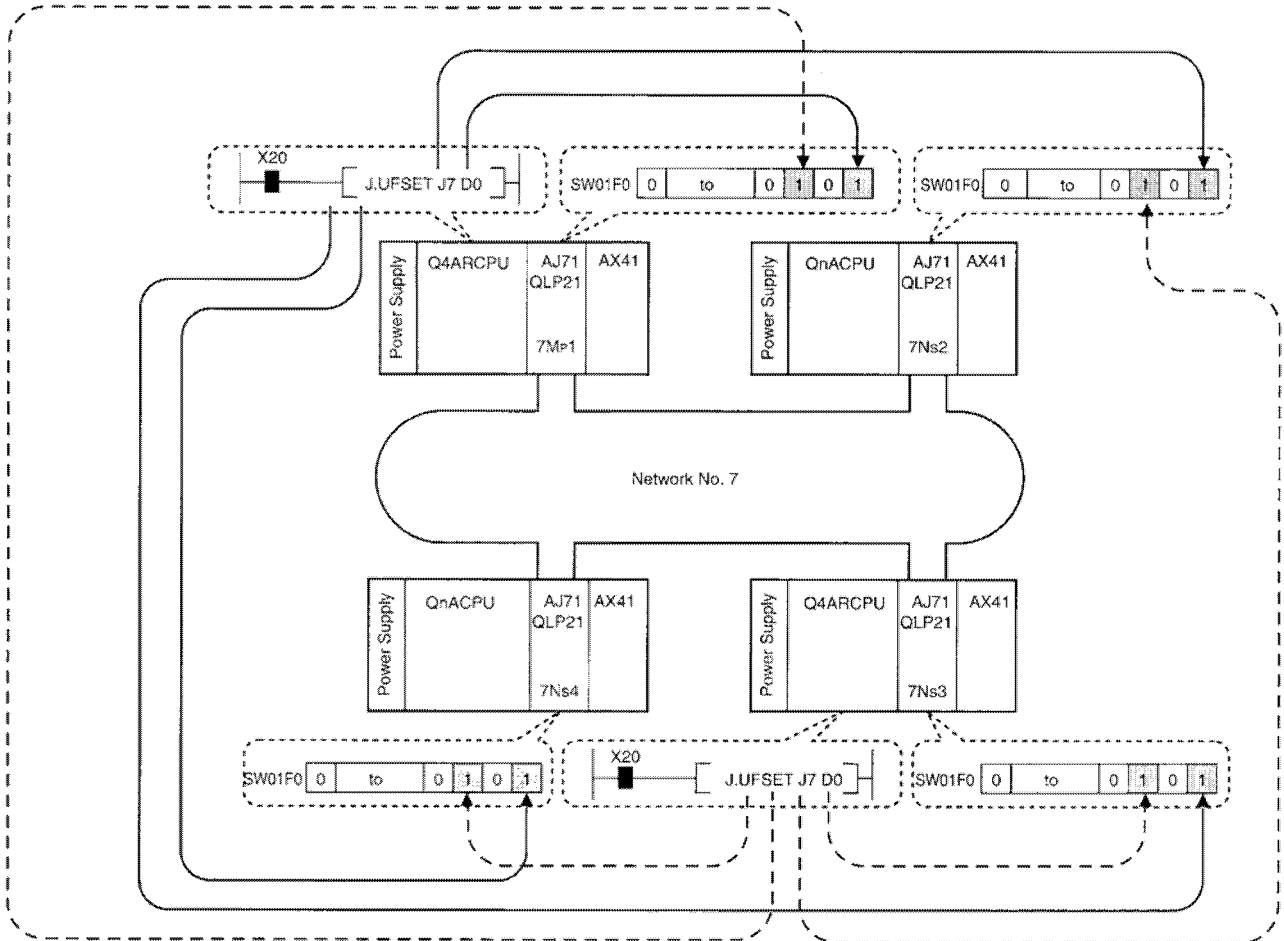 X20
J.UFSET J7 D0
SW01F0 0 to 0 1 0 1
SW01F0 0 to 0 1 0 1
Power Supply
Q4ARCPU
AJ71
QLP21
7MP1
AX41
Power Supply
QnACPU
AJ71
QLP21
7Ns2
AX41
Network No. 7
Power Supply
QnACPU
AJ71
QLP21
7Ns4
AX41
Power Supply
Q4ARCPU
AJ71
QLP21
7Ns3
AX41
SW01F0 0 to 0 1 0 1
X20
J.UFSET J7 D0
SW01F0 0 to 0 1 0 1